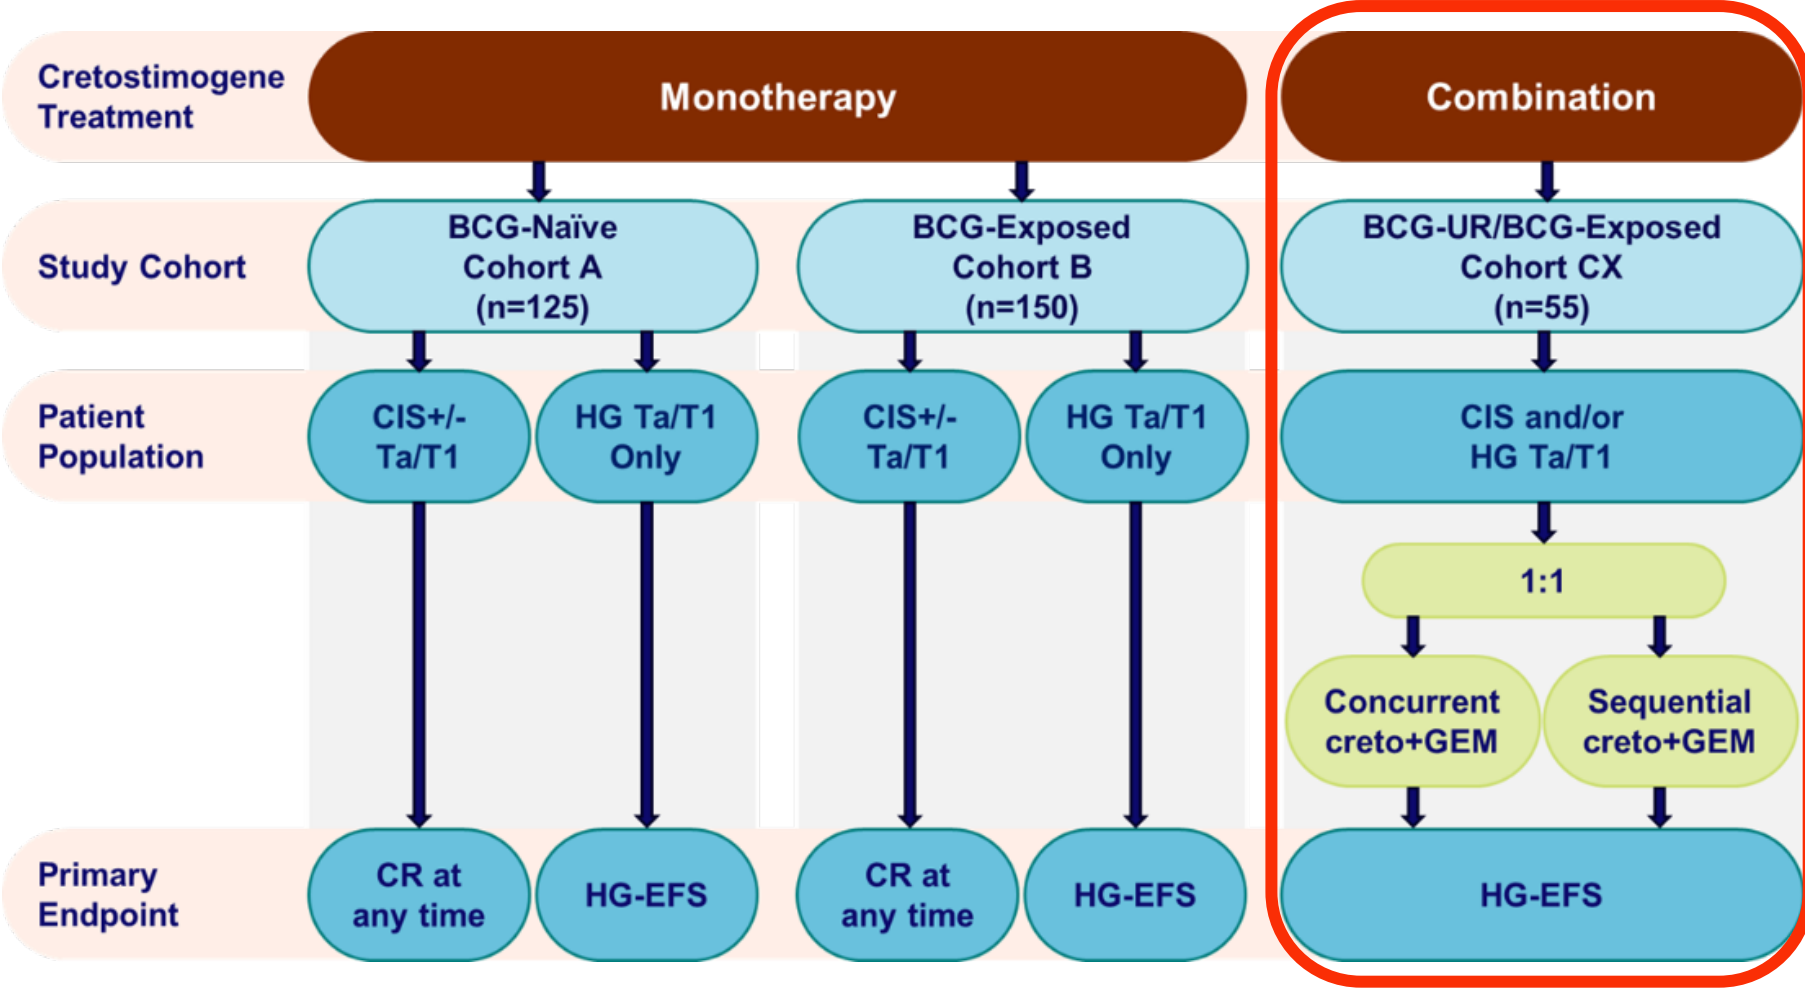 Cretostimogene
Treatment
Monotherapy
Combination
Study Cohort
BCG-Naïve
Cohort A
(n=125)
BCG-Exposed
Cohort B
(n=150)
BCG-UR/BCG-Exposed
Cohort CX
(n=55)
Patient
Population
CIS+/-
Ta/T1
HG Ta/T1
Only
CIS+/-
Ta/T1
HG Ta/T1
Only
CIS and/or
HG Ta/T1
1:1
Concurrent
creto+GEM
Sequential
creto+GEM
Primary
Endpoint
CR at
any time
HG-EFS
CR at
any time
HG-EFS
HG-EFS